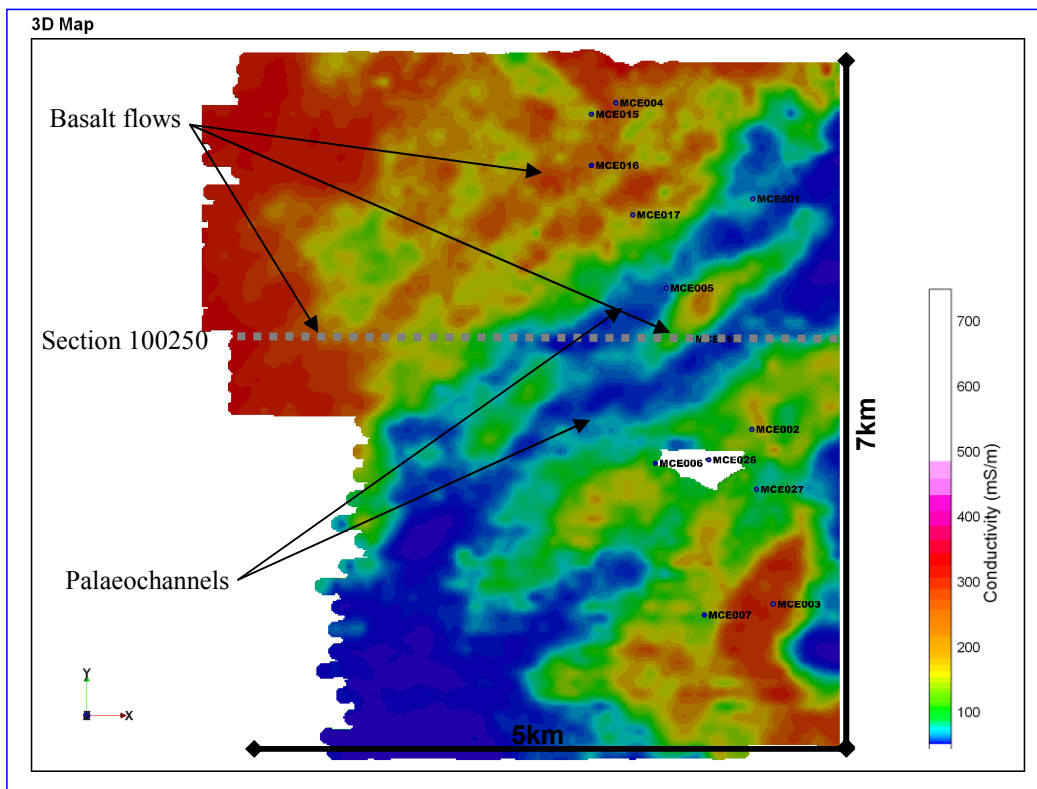 3D Map
Basalt flows
MCE004
MCE015
MCE016
MCE001
MCE017
MCE005
Section 100250
700
600
7km
MCE002
500
MCE026
MCE006
MCE027
400
Conductivity (mS/m)
300
Palaeochannels
MCE003
MCE007
200
Y
X
100
5km